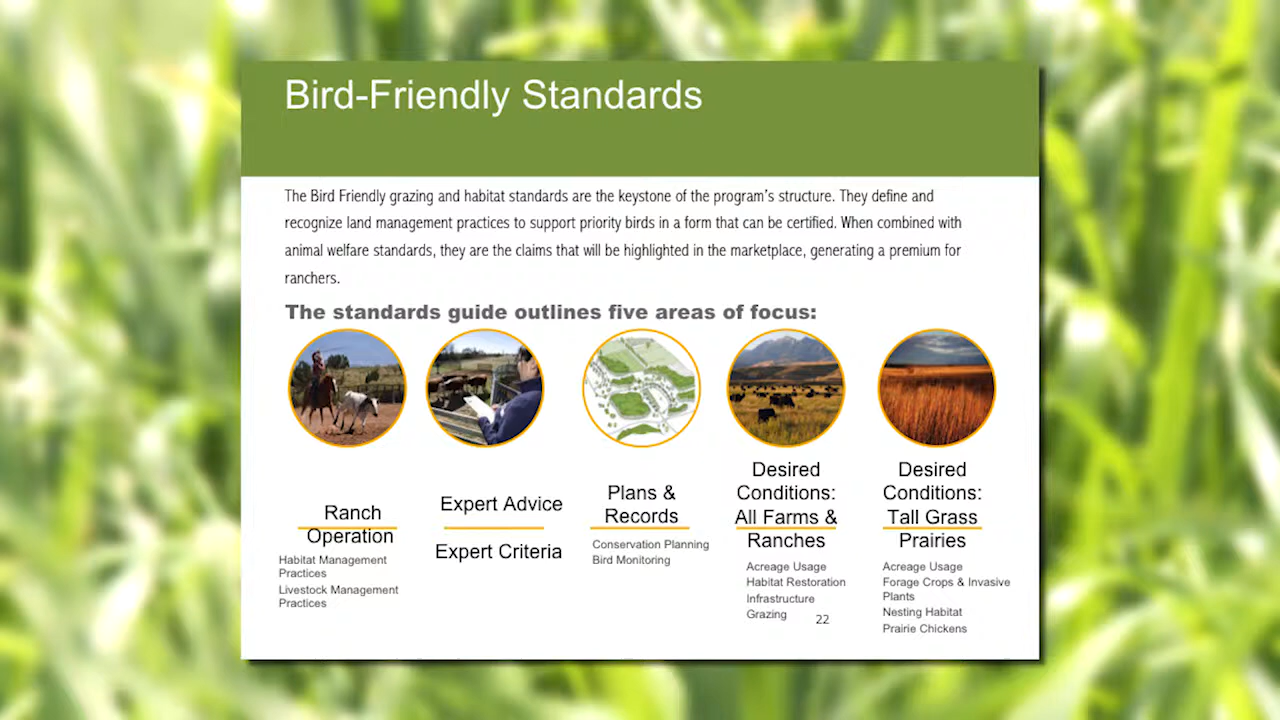 Bird-Friendly Standards
The Bird Friendly grazing and habitat standards are the keystone of the program's structure. They define and
recognize land management practices to support priority birds in a form that can be certified. When combined with
animal welfare standards, they are the claims that will be highlighted in the marketplace, generating a premium for
ranchers.
The standards guide outlines five areas of focus:
Ranch
Operation
Habitat Management
Practices
Livestock Management
Practices
Expert Advice
Expert Criteria
Plans &
Records
Conservation Planning
Bird Monitoring
Desired
Conditions:
All Farms &
Ranches
Acreage Usage
Habitat Restoration
Infrastructure
Grazing
22
Desired
Conditions:
Tall Grass
Prairies
Acreage Usage
Forage Crops & Invasive
Plants
Nesting Habitat
Prairie Chickens